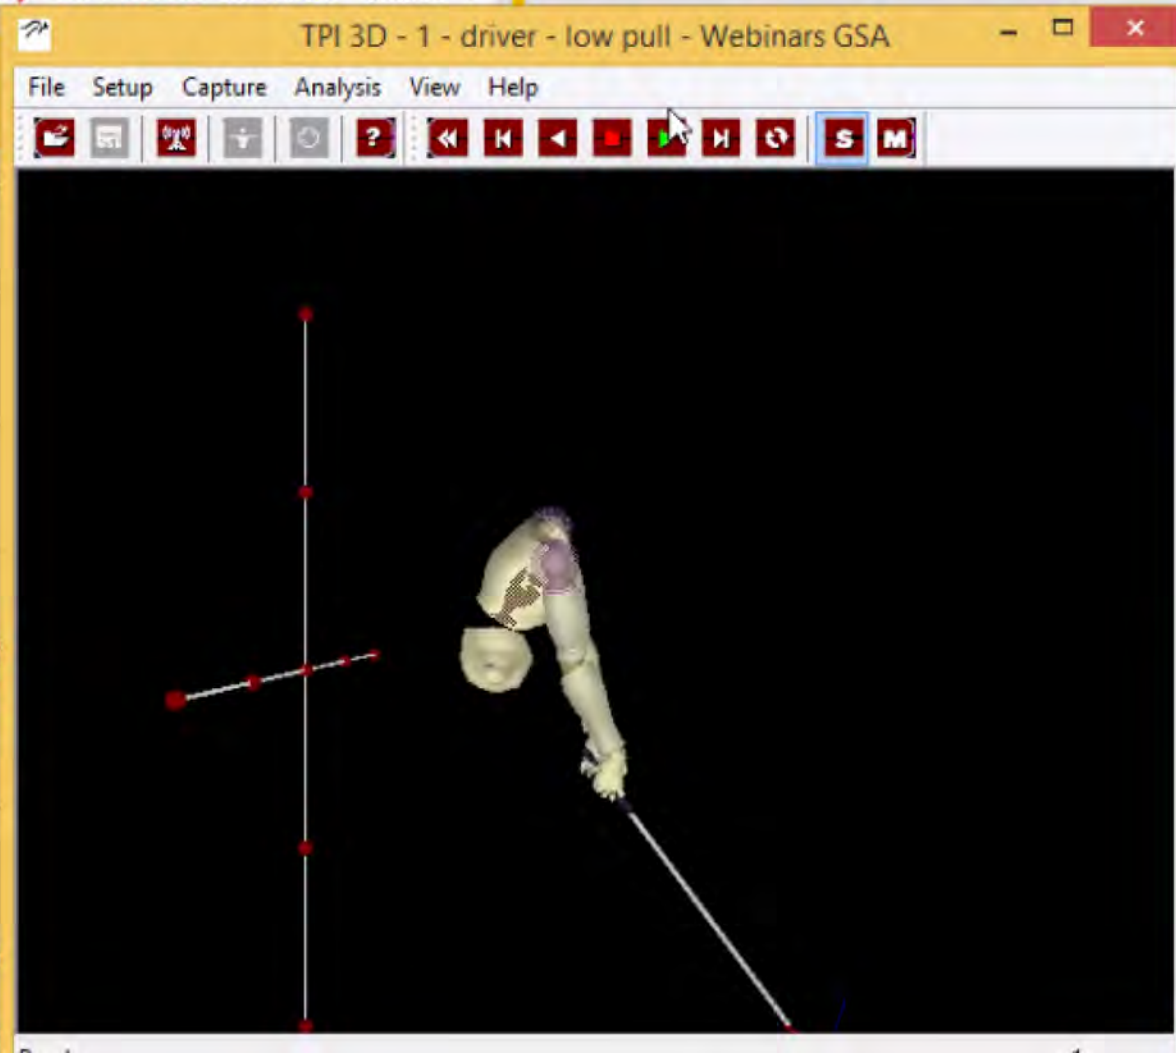 TPI 3D - 1 - driver - low pull - Webinars GSA
File Setup Capture Analysis View Help
? S M